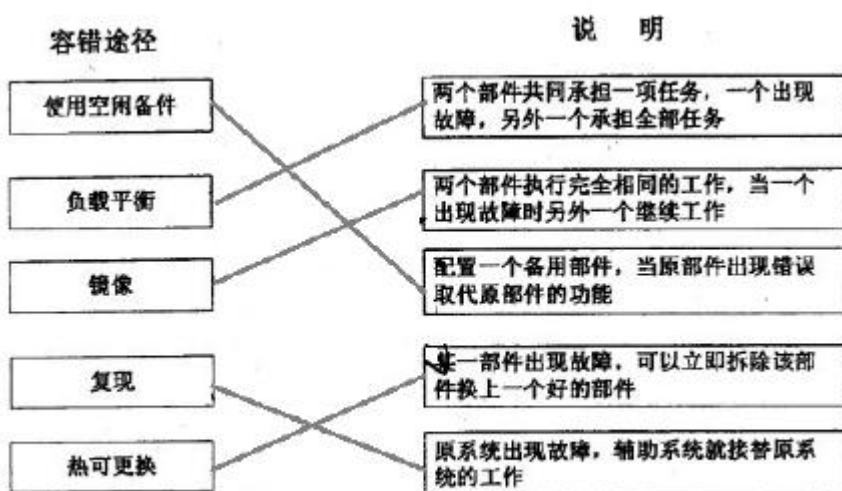 容错途径
说 明
使用空闲备件
两个部件共同承担一项任务，一个出现
故障，另外一个承担全部任务
负载平衡
两个部件执行完全相同的工作，当一个
出现故障时另外一个继续工作
镜像
配置一个备用部件，当原部件出现错误
取代原部件的功能
复现
某一部件出现故障，可以立即拆除该部
件换上一个好的部件
热可更换
原系统出现故障，辅助系统就接替原系
统的工作